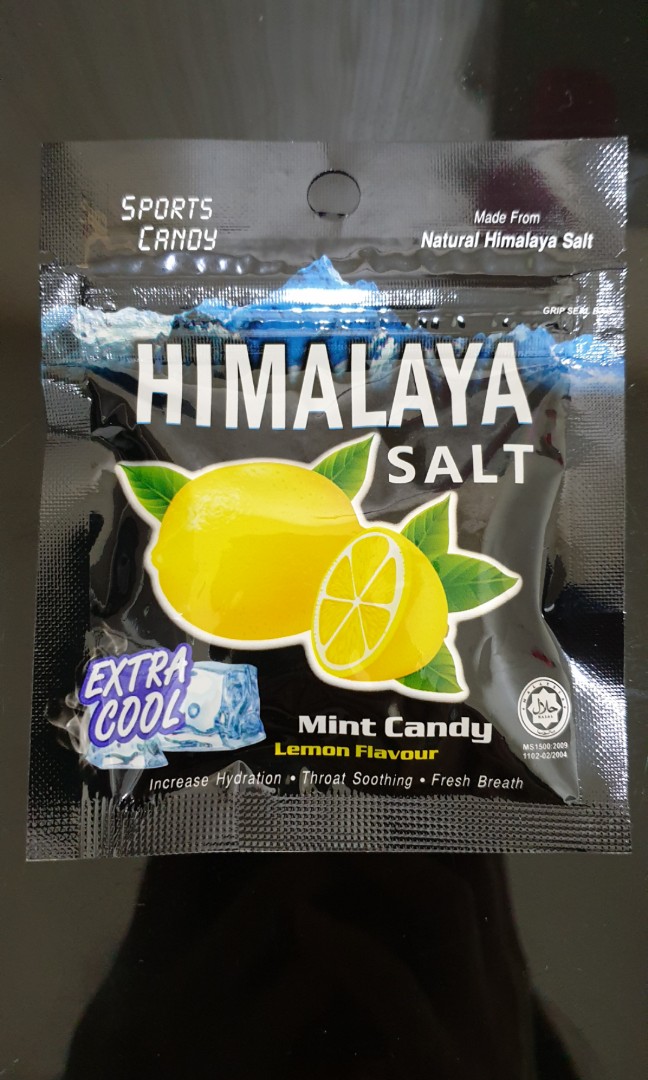 SPORTS
CANDY
Made From
Natural Himalaya Salt
GRIP SEAL BAG
HIMALAYA
SALT
EXTRA
COOL
Mint Candy
Lemon Flavour
حلال
MS1500:2009
1102-02/2004
Increase Hydration • Throat Soothing • Fresh Breath